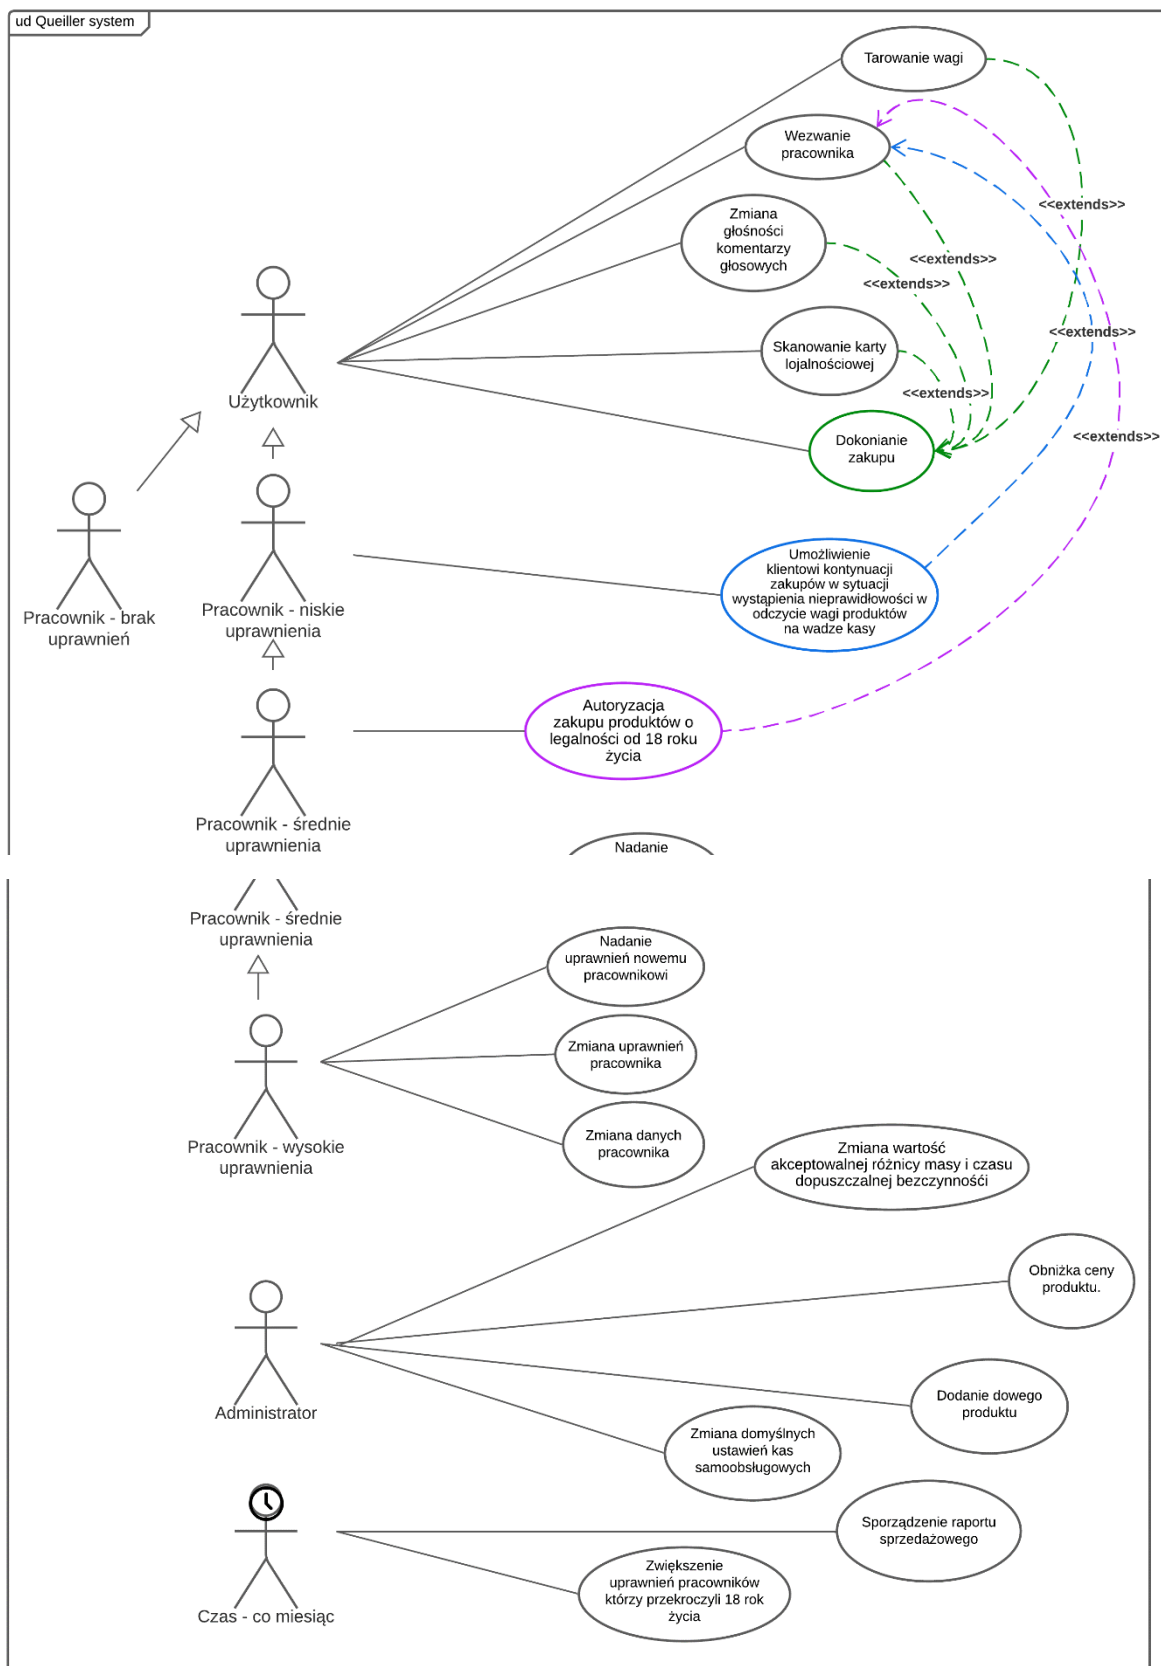 ud Queiller system
Tarowanie wagi
Wezwanie
pracownika
<<extends>>
Zmiana
głośności
komentarzy
głosowych
<<extends>>
<<extends>>
<<extends>>
Skanowanie karty
lojalnościowej
<<extends>>
Użytkownik
Dokonianie
zakupu
<<extends>>
Umożliwienie
klientowi kontynuacji
zakupów w sytuacji
wystąpienia nieprawidłowości w
odczycie wagi produktów
na wadze kasy
Pracownik - brak
uprawnień
Pracownik - niskie
uprawnienia
Autoryzacja
zakupu produktów o
legalności od 18 roku
życia
Pracownik - średnie
uprawnienia
Nadanie
Pracownik - średnie
uprawnienia
Nadanie
uprawnień nowemu
pracownikowi
Zmiana uprawnień
pracownika
Zmiana danych
pracownika
Pracownik - wysokie
uprawnienia
Zmiana wartość
akceptowalnej różnicy masy i czasu
dopuszczalnej bezczynnośći
Obniżka ceny
produktu.
Dodanie dowego
produktu
Administrator
Zmiana domyślnych
ustawień kas
samoobsługowych
Sporządzenie raportu
sprzedażowego
Zwiększenie
uprawnień pracowników
którzy przekroczyli 18 rok
życia
Czas - co miesiąc